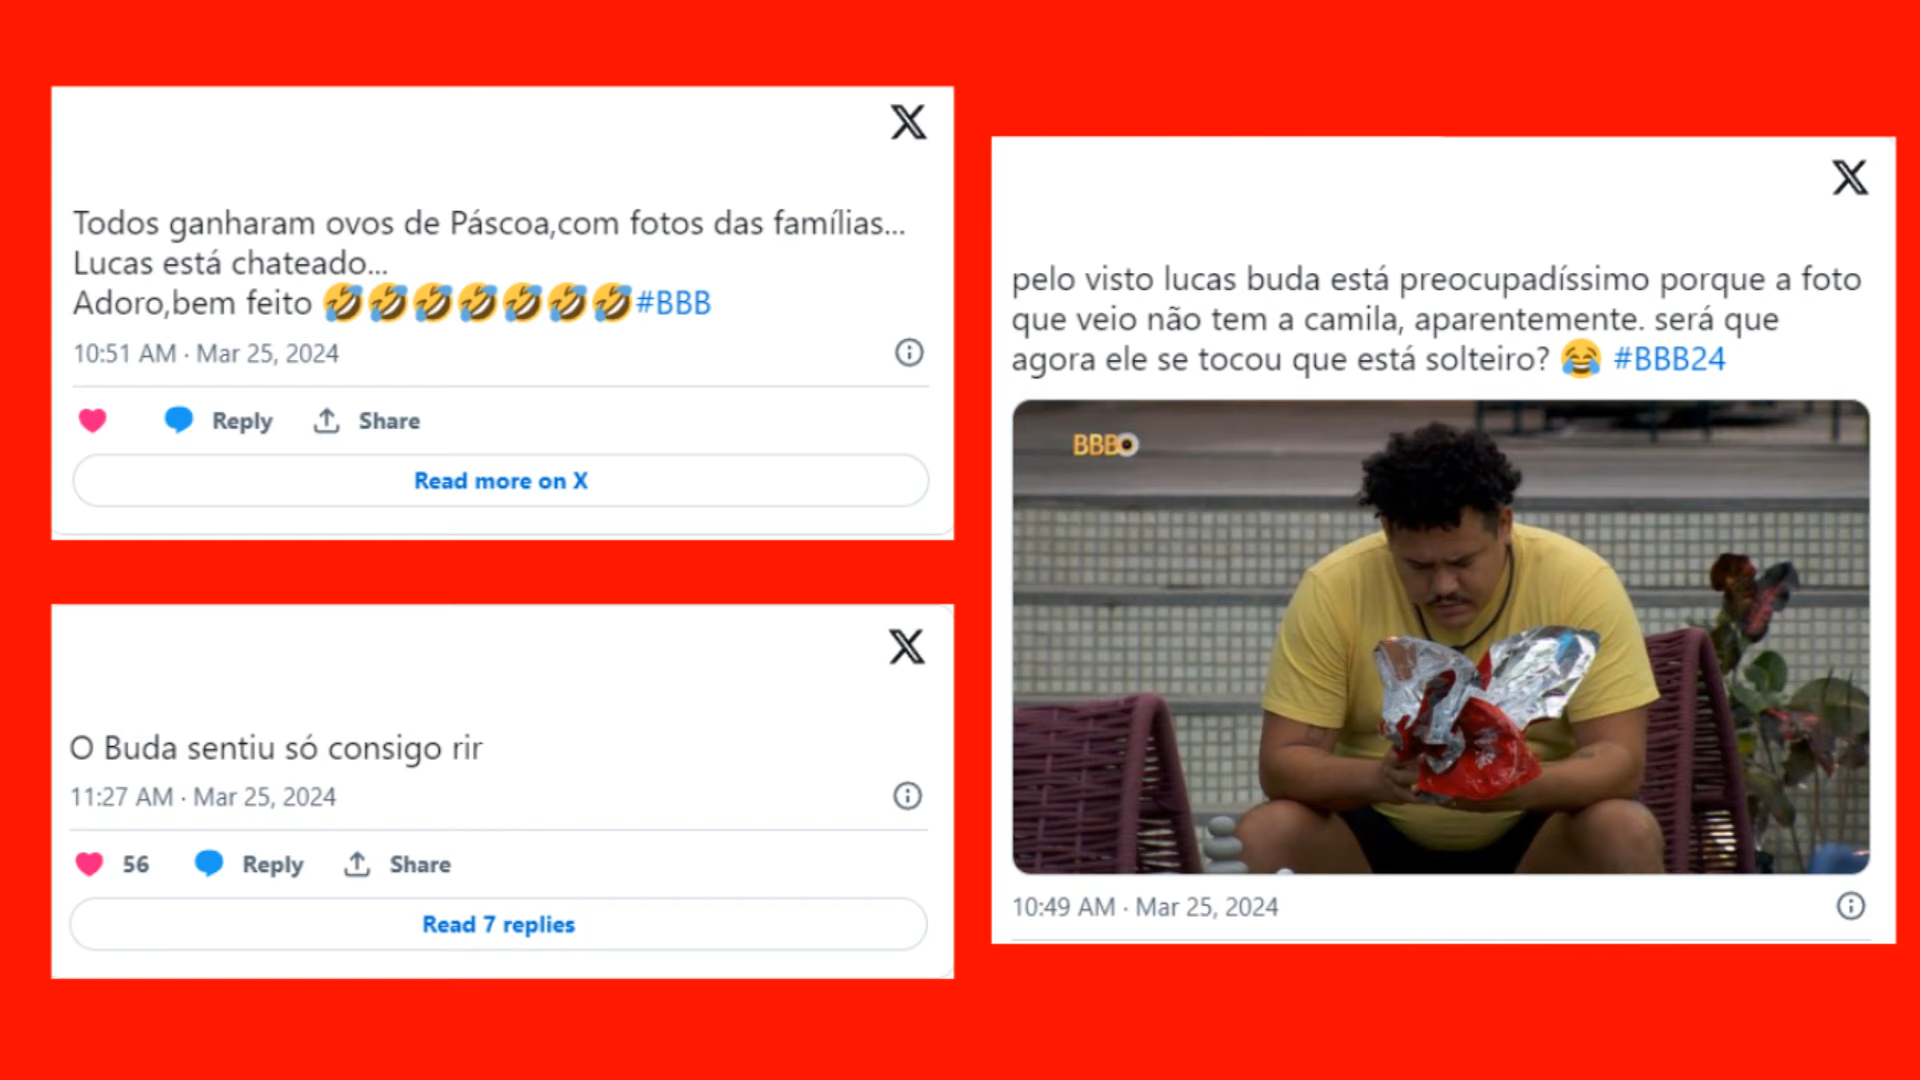 Todos ganharam ovos de Páscoa,com fotos das famílias...
Lucas está chateado...
Adoro,bem feito 🤣🤣🤣🤣🤣🤣🤣#BBB
10:51 AM · Mar 25, 2024
Reply Share
Read more on X
O Buda sentiu só consigo rir
11:27 AM · Mar 25, 2024
56 Reply Share
Read 7 replies
pelo visto lucas buda está preocupadíssimo porque a foto
que veio não tem a camila, aparentemente. será que
agora ele se tocou que está solteiro? 😂 #BBB24
BBB
10:49 AM · Mar 25, 2024